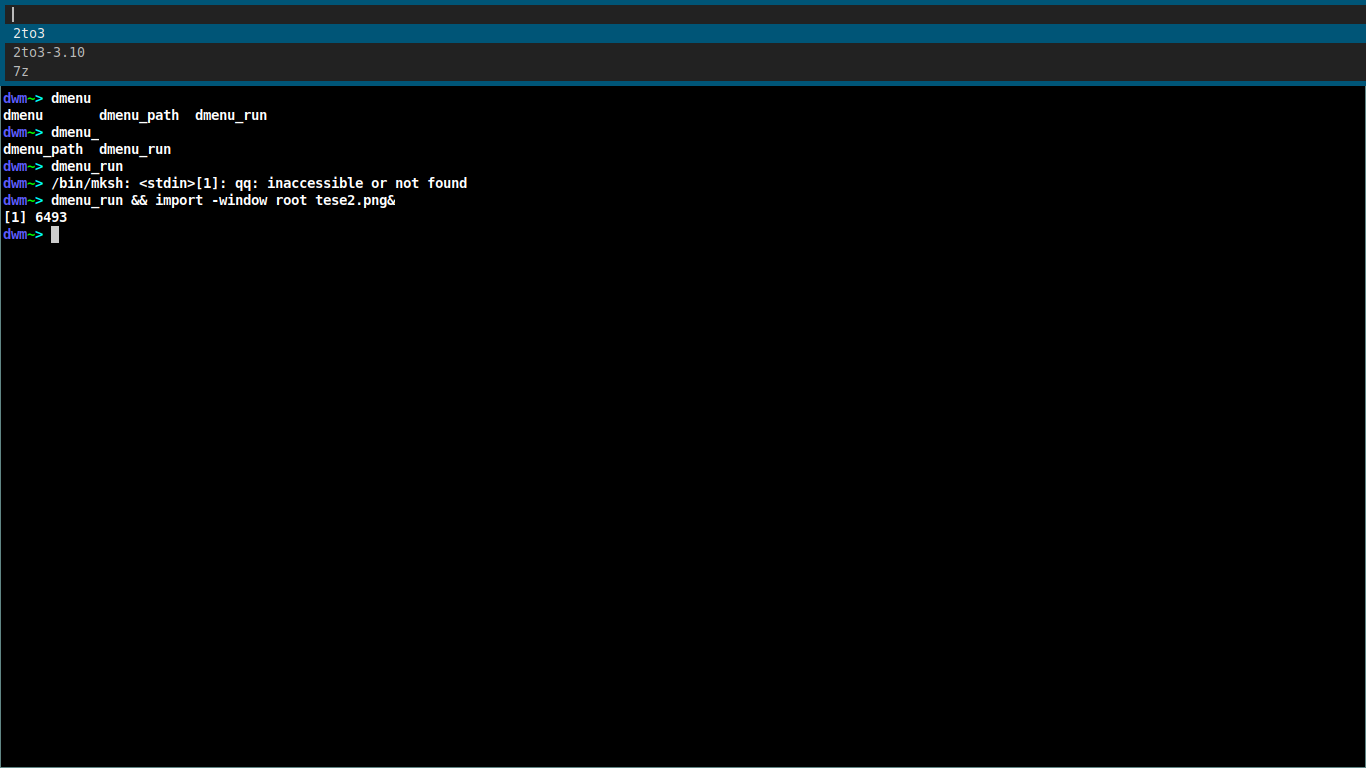 2to3
2to3-3.10
7z
dwm~> dmenu
dmenu       dmenu_path  dmenu_run
dwm~> dmenu_
dmenu_path  dmenu_run
dwm~> dmenu_run
dwm~> /bin/mksh: <stdin>[1]: qq: inaccessible or not found
dwm~> dmenu_run && import -window root tese2.png&
[1] 6493
dwm~>